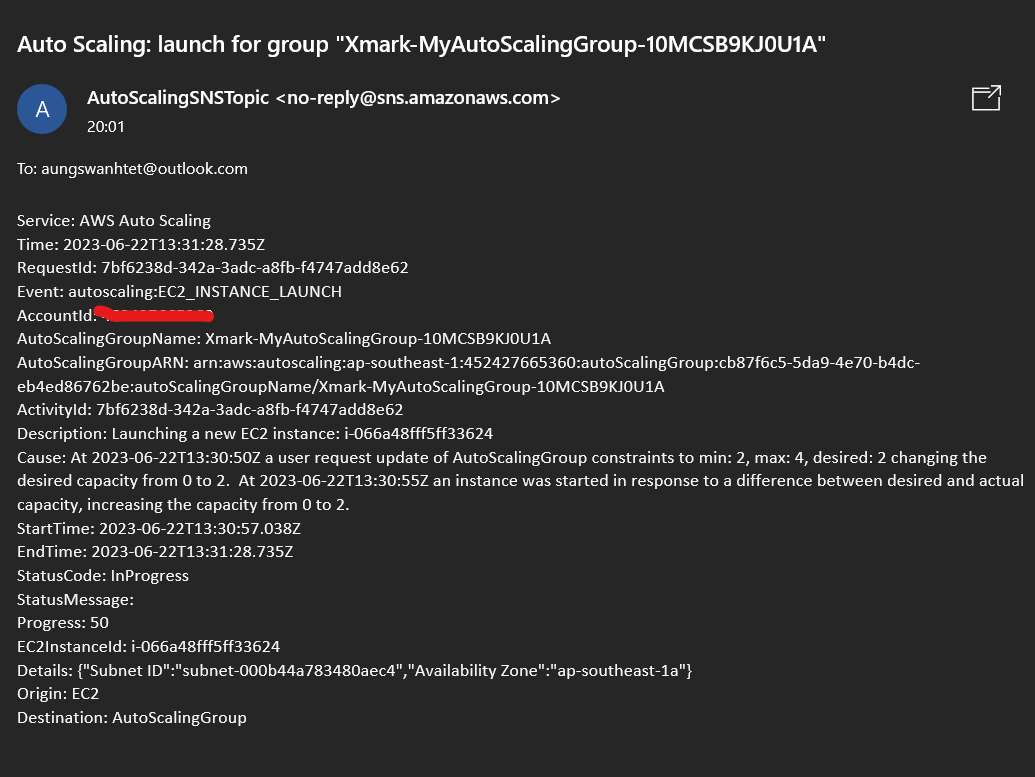 Auto Scaling: launch for group "Xmark-MyAutoScalingGroup-10MCSB9KJ0U1A"
A
AutoScalingSNSTopic <no-reply@sns.amazonaws.com>
20:01
To: aungswanhtet@outlook.com
Service: AWS Auto Scaling
Time: 2023-06-22T13:31:28.735Z
RequestId: 7bf6238d-342a-3adc-a8fb-f4747add8e62
Event: autoscaling:EC2_INSTANCE_LAUNCH
AccountId:
AutoScalingGroupName: Xmark-MyAutoScalingGroup-10MCSB9KJ0U1A
AutoScalingGroupARN: arn:aws:autoscaling:ap-southeast-1:452427665360:autoScalingGroup:cb87f6c5-5da9-4e70-b4dc-
eb4ed86762be:autoScalingGroupName/Xmark-MyAutoScalingGroup-10MCSB9KJ0U1A
ActivityId: 7bf6238d-342a-3adc-a8fb-f4747add8e62
Description: Launching a new EC2 instance: i-066a48fff5ff33624
Cause: At 2023-06-22T13:30:50Z a user request update of AutoScalingGroup constraints to min: 2, max: 4, desired: 2 changing the
desired capacity from 0 to 2.  At 2023-06-22T13:30:55Z an instance was started in response to a difference between desired and actual
capacity, increasing the capacity from 0 to 2.
StartTime: 2023-06-22T13:30:57.038Z
EndTime: 2023-06-22T13:31:28.735Z
StatusCode: InProgress
StatusMessage:
Progress: 50
EC2InstanceId: i-066a48fff5ff33624
Details: {"Subnet ID":"subnet-000b44a783480aec4","Availability Zone":"ap-southeast-1a"}
Origin: EC2
Destination: AutoScalingGroup